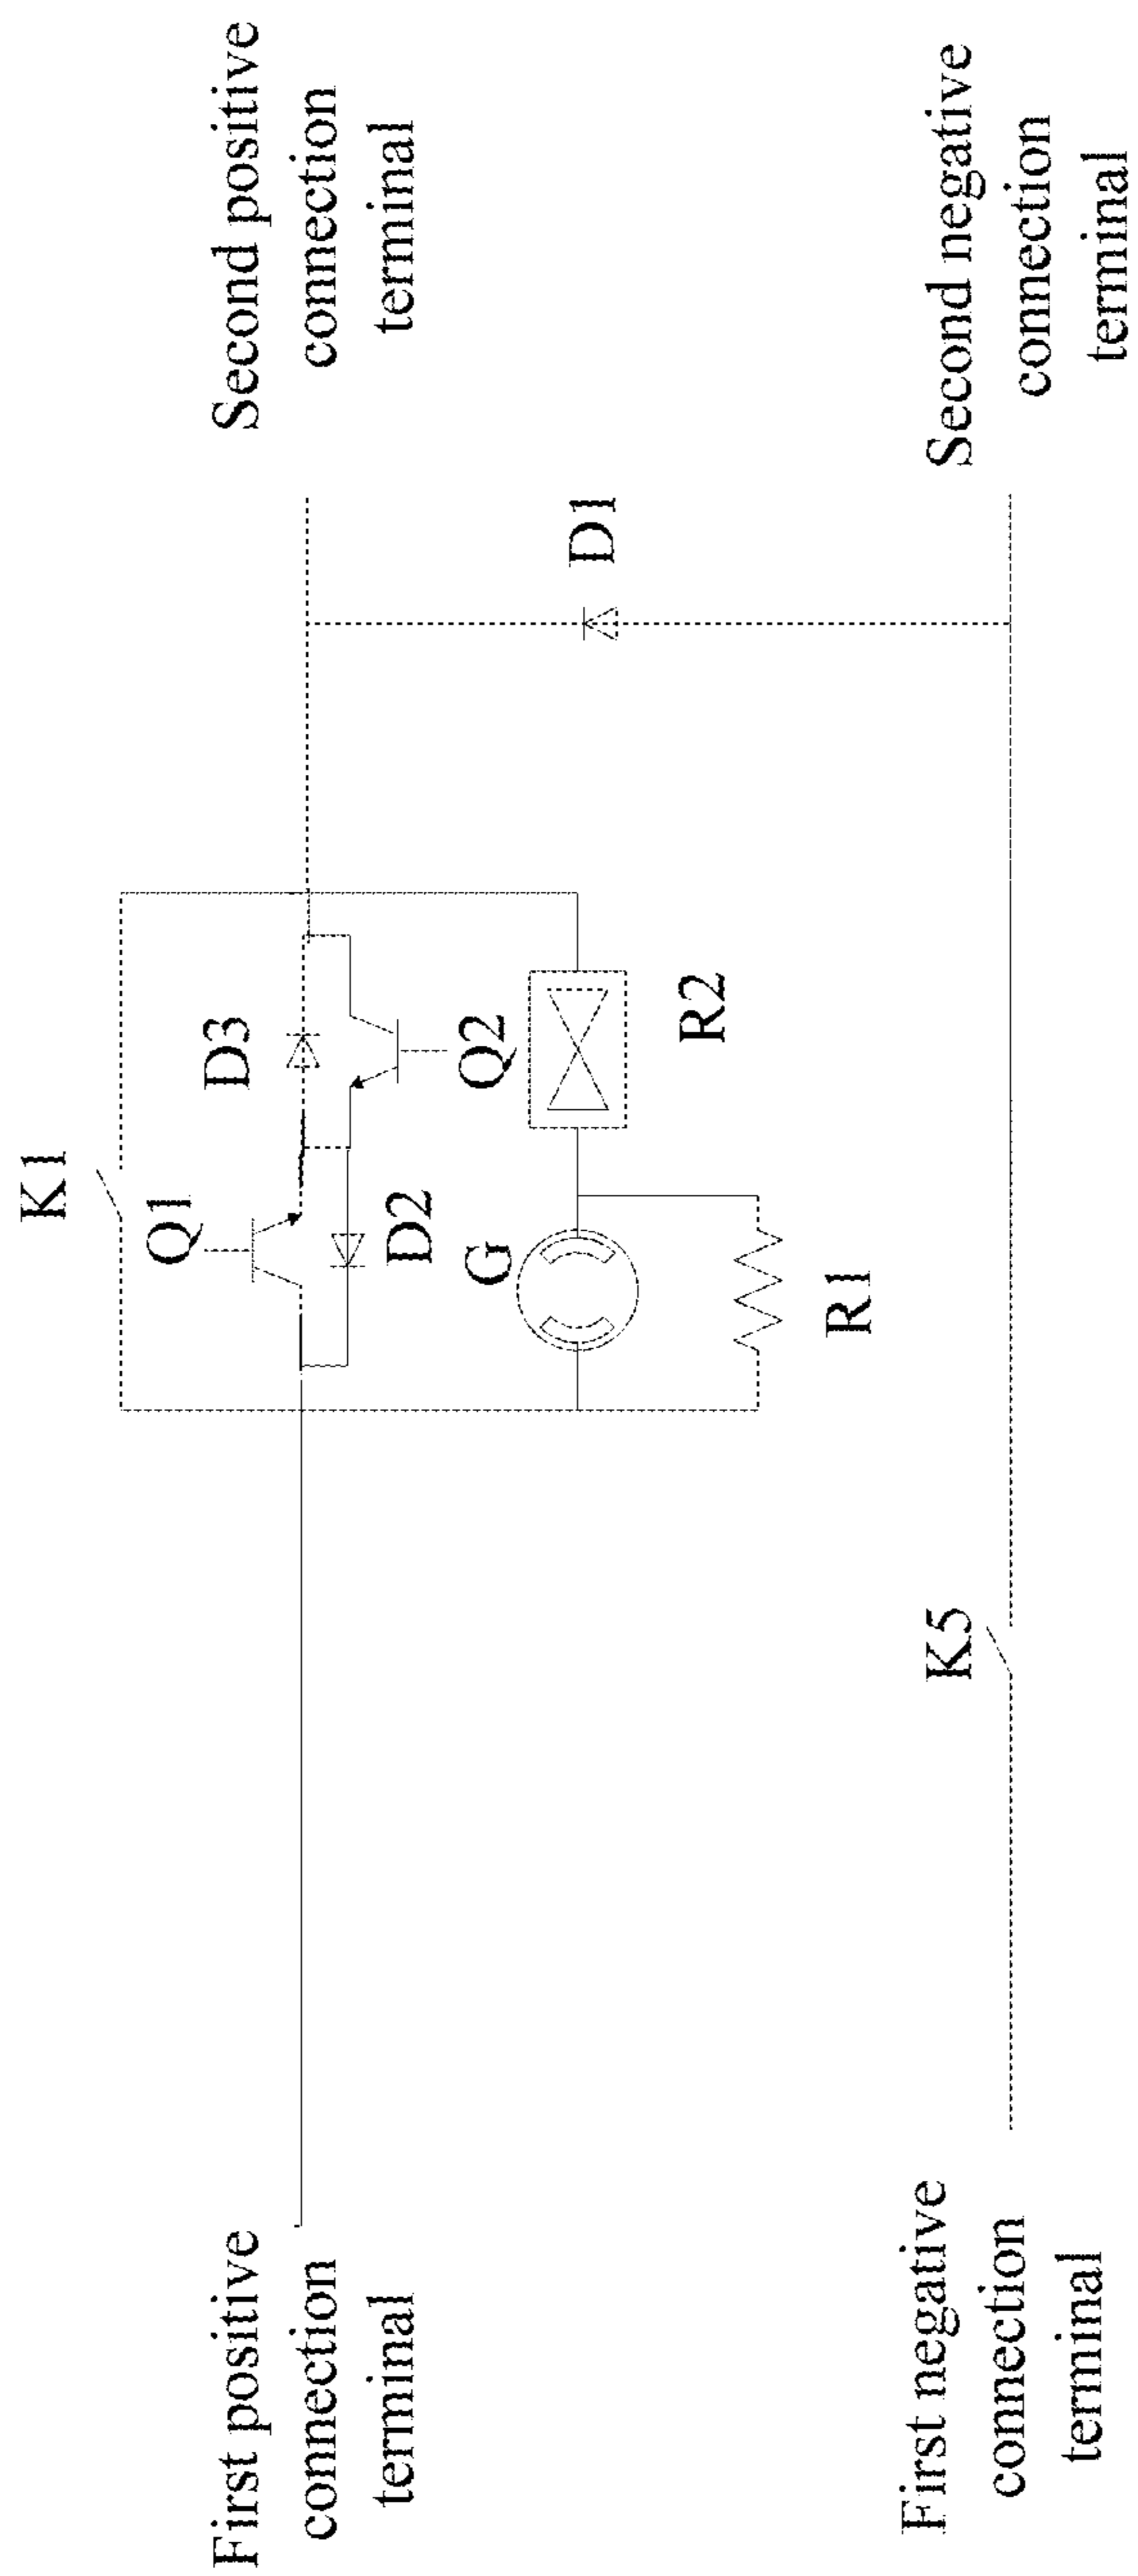 First positive
connection
terminal
Second positive
connection
terminal
K1
Q1
D3
D2
Q2
G
R2
R1
D1
K5
First negative
connection
terminal
Second negative
connection
terminal